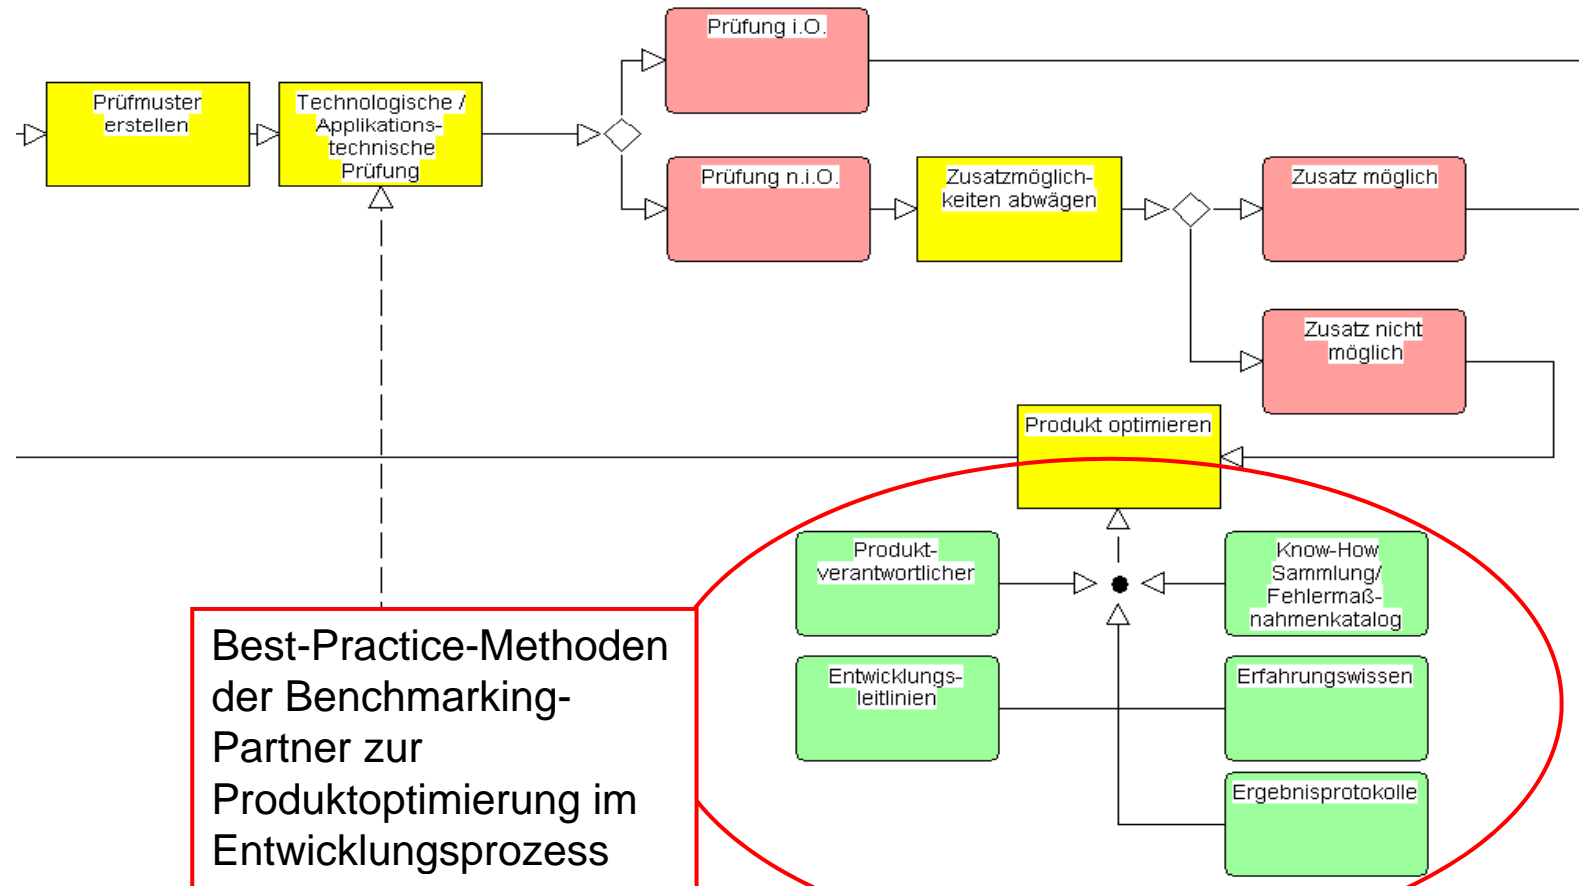 Prüfung i.O.
Prüfmuster
erstellen
Technologische /
Applikations-
technische
Prüfung
Prüfung n.i.O.
Zusatzmöglich-
keiten abwägen
Zusatz möglich
Zusatz nicht
möglich
Produkt optimieren
Produkt-
verantwortlicher
Know-How
Sammlung/
Fehlermaß-
nahmenkatalog
Entwicklungs-
leitlinien
Erfahrungswissen
Ergebnisprotokolle
Best-Practice-Methoden
der Benchmarking-
Partner zur
Produktoptimierung im
Entwicklungsprozess